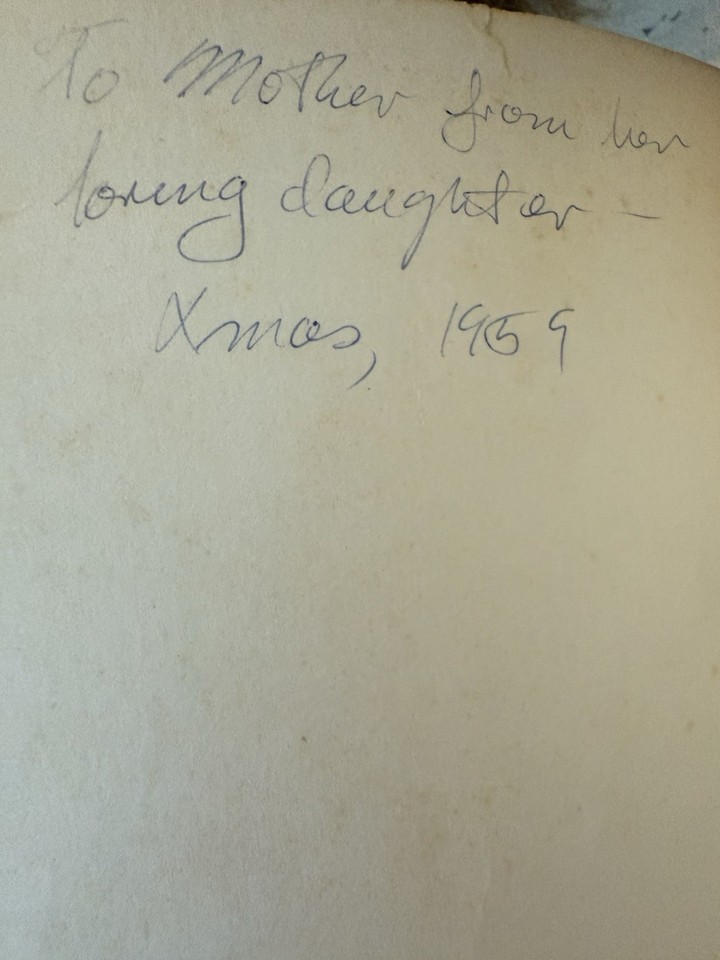 To Mother from her
loving daughter –
Xmas, 1959